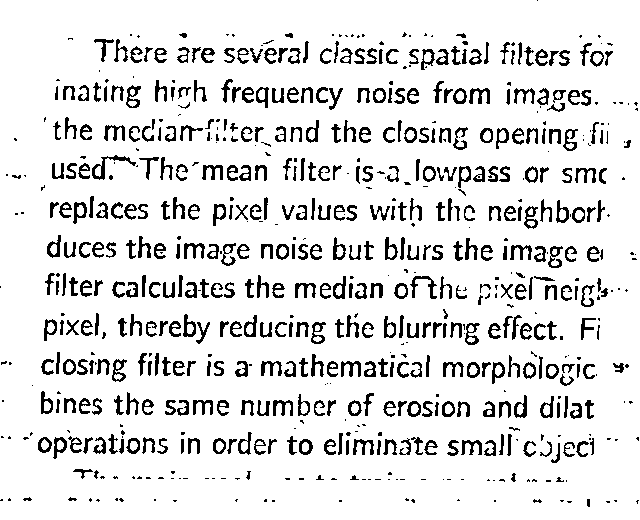 There are several classic spatial filters for
inating high frequency noise from images.
the median filter and the closing opening fi
used. The mean filter is a lowpass or smo
replaces the pixel values with the neighborh
duces the image noise but blurs the image e
filter calculates the median of the pixel neigh
pixel, thereby reducing the blurring effect. Fi
closing filter is a mathematical morphologic
bines the same number of erosion and dilat
operations in order to eliminate small object